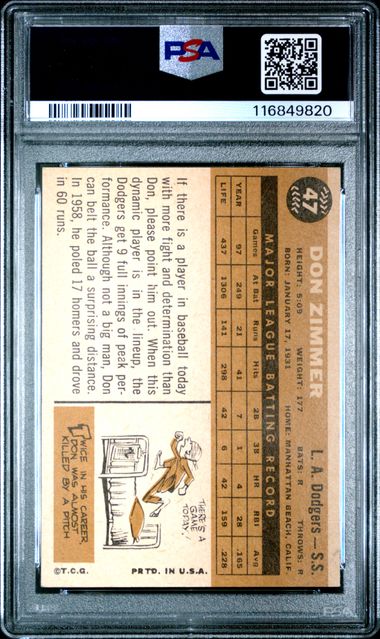 PSA
116849820
47
DON ZIMMER
L. A. Dodgers—S.S.
HEIGHT: 5:09 WEIGHT: 177 BATS: R THROWS: R
BORN: JANUARY 17, 1931 HOME: MANHATTAN BEACH, CALIF.
MAJOR LEAGUE BATTING RECORD
Games At Bat Runs Hits 2B 3B HR RBI Avg
YEAR 97 249 21 41 7 1 4 28 .165
LIFE 437 1306 141 298 42 6 42 159 .228
If there is a player in baseball today
with more fight and determination than
Don, please point him out. When this
dynamic player is in the lineup, the
Dodgers get 9 full innings of peak per-
formance. Although not a big man, Don
can belt the ball a surprising distance.
In 1958, he poled 17 homers and drove
in 60 runs.
THERE'S A
GAME
TODAY!
TWICE IN HIS CAREER,
DON WAS ALMOST
KILLED BY A PITCH
©T.C.G. PRTD. IN U.S.A.
PSA